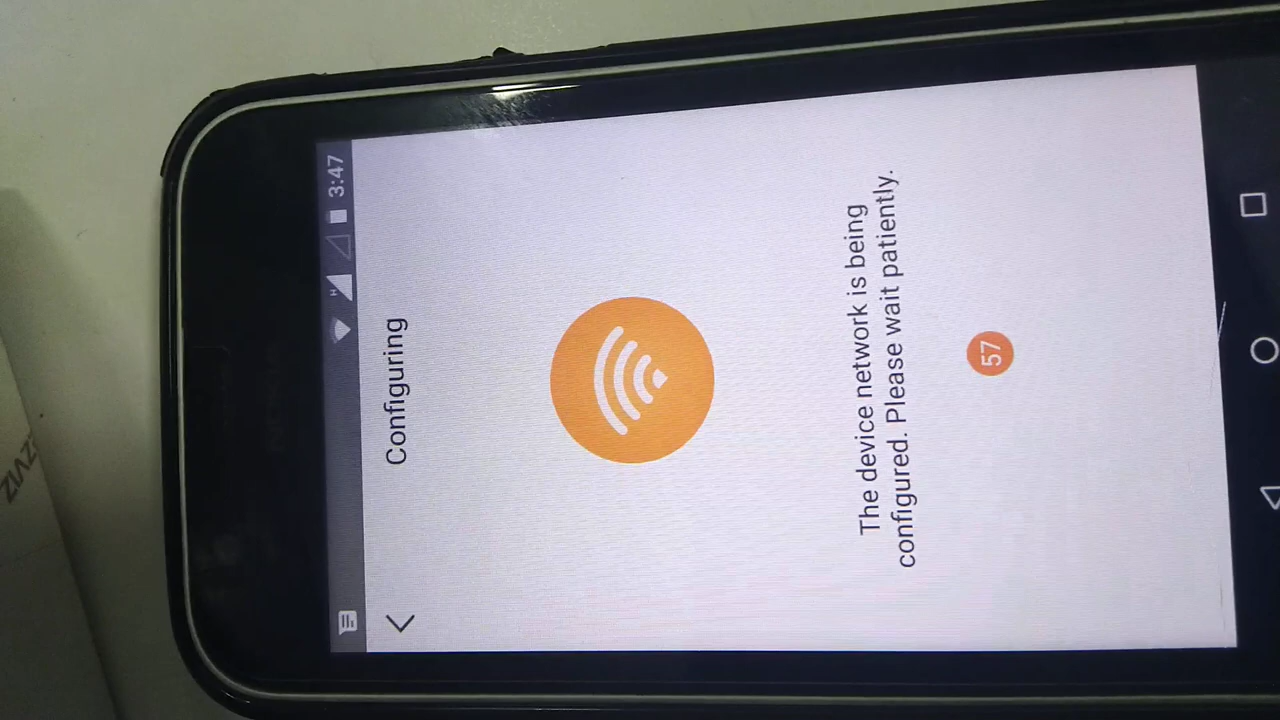 3:47
H
Configuring
The device network is being
configured. Please wait patiently.
57